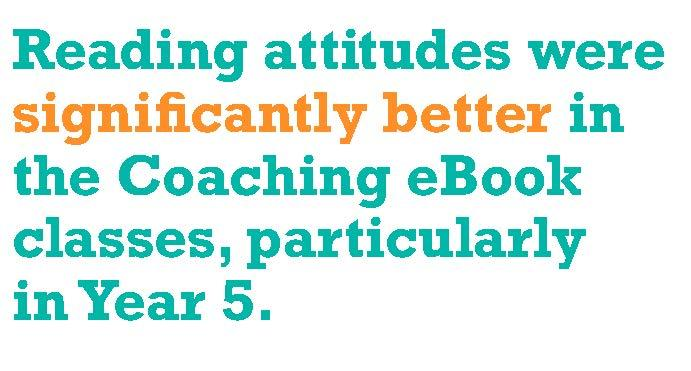 Reading attitudes were
significantly better in
the Coaching eBook
classes, particularly
in Year 5.